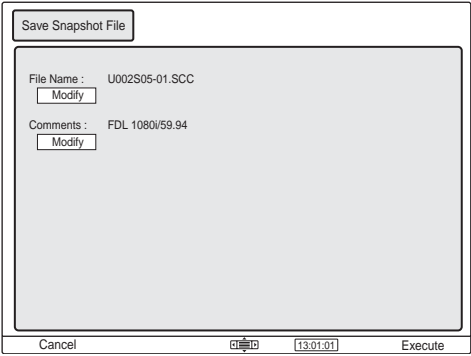 Save Snapshot File
File Name : U002S05-01.SCC
Modify
Comments : FDL 1080i/59.94
Modify
Cancel 13:01:01 Execute